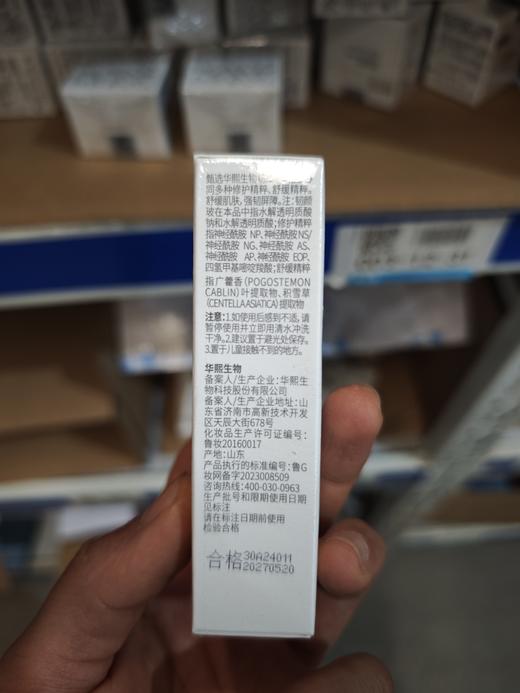 甄选华熙生物
同多种修护精粹、舒缓精粹。
舒缓肌肤,强韧屏障。注:韧颜
玻在本品中指水解透明质酸
钠和水解透明质酸;修护精粹
指神经酰胺 NP、神经酰胺NS/
神经酰胺 NG、神经酰胺 AS、
神经酰胺 AP、神经酰胺 EOP、
四氢甲基嘧啶羧酸;舒缓精粹
指广藿香(POGOSTEMON
CABLIN)叶提取物、积雪草
(CENTELLA ASIATICA)提取物
注意:1.如使用后感到不适,请
暂停使用并立即用清水冲洗
干净。2.建议置于避光处保存。
3.置于儿童接触不到的地方。
华熙生物
备案人/生产企业:华熙生
物科技股份有限公司
备案人/生产企业地址:山
东省济南市高新技术开发
区天辰大街678号
化妆品生产许可证编号:
鲁妆20160017
产地:山东
产品执行的标准编号:鲁G
妆网备字2023008509
咨询热线:400-030-0963
生产批号和限期使用日期
见标注
请在标注日期前使用
检验合格
合格30A24011
20270520